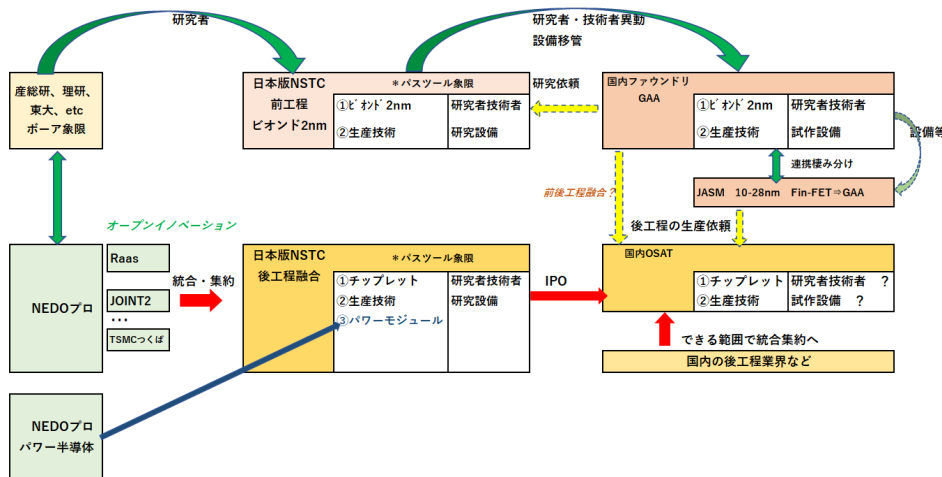 研究者
研究者・技術者異動
設備移管
産総研、理研、
東大、etc
ボーア象限
日本版NSTC
前工程
ビオンド2nm
＊パスツール象限
①ﾋﾞｵﾝﾄﾞ2nm
②生産技術
研究者技術者
研究設備
研究依頼
国内ファウンドリ
GAA
①ﾋﾞｵﾝﾄﾞ2nm
②生産技術
研究者技術者
試作設備
設備等
連携棲み分け
JASM 10-28nm Fin-FET⇒GAA
前後工程融合？
後工程の生産依頼
オープンイノベーション
NEDOプロ
Raas
JOINT2
・・・
TSMCつくば
統合・集約
日本版NSTC
後工程融合
＊パスツール象限
①チップレット
②生産技術
③パワーモジュール
研究者技術者
研究設備
IPO
国内OSAT
①チップレット
②生産技術
研究者技術者 ？
試作設備 ？
できる範囲で統合集約へ
国内の後工程業界など
NEDOプロ
パワー半導体